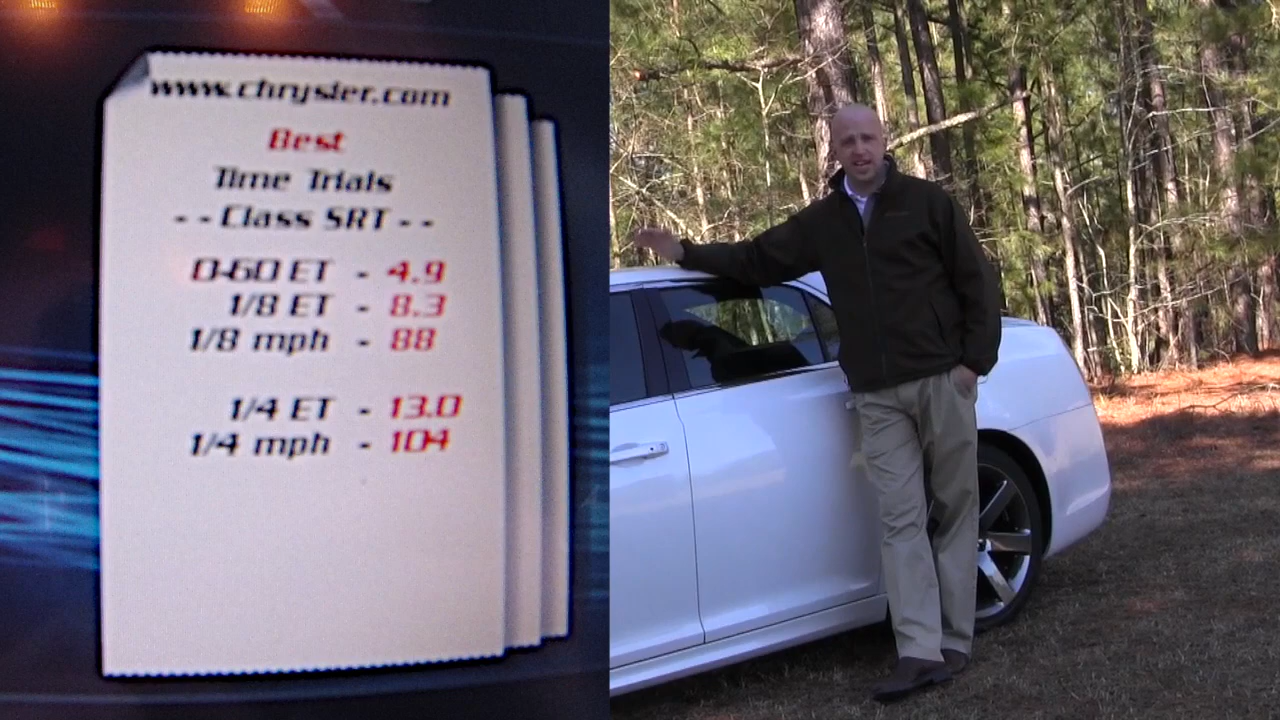 www.chrysler.com
Best
Time Trials
- - Class SRT - -
0-60 ET - 4.9
1/8 ET - 8.3
1/8 mph - 88
1/4 ET - 13.0
1/4 mph - 104